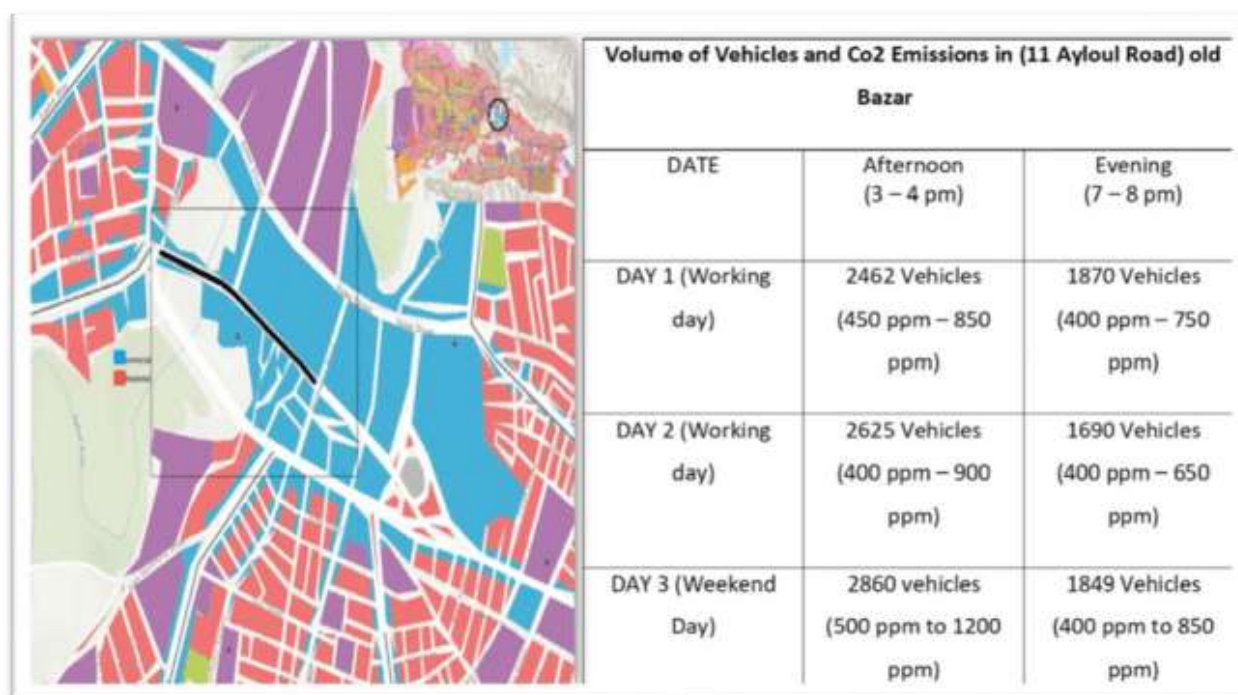 Volume of Vehicles and Co2 Emissions in (11 Ayloul Road) old
Bazar
DATE
Afternoon
(3 – 4 pm)
Evening
(7 – 8 pm)
DAY 1 (Working
day)
2462 Vehicles
(450 ppm – 850
ppm)
1870 Vehicles
(400 ppm – 750
ppm)
DAY 2 (Working
day)
2625 Vehicles
(400 ppm – 900
ppm)
1690 Vehicles
(400 ppm – 650
ppm)
DAY 3 (Weekend
Day)
2860 vehicles
(500 ppm to 1200
ppm)
1849 Vehicles
(400 ppm to 850
ppm)